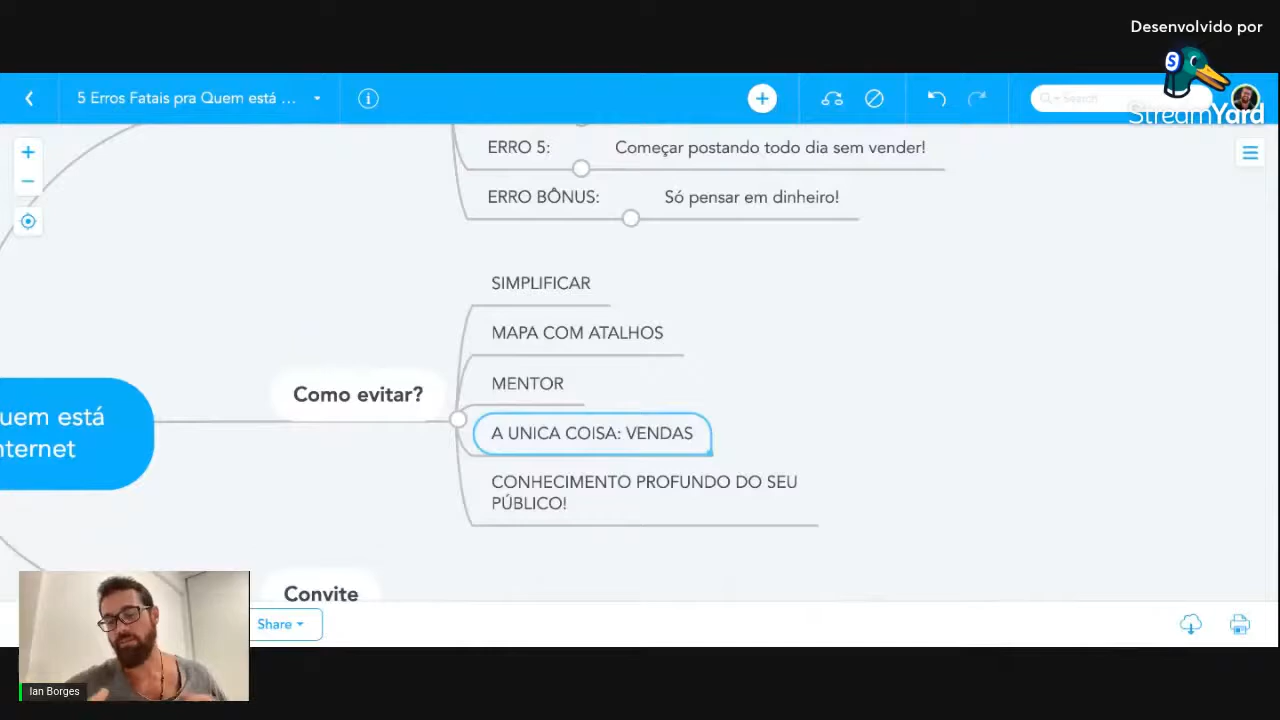 Desenvolvido por
StreamYard
5 Erros Fatais pra Quem está ...
Search
ERRO 5: Começar postando todo dia sem vender!
ERRO BÔNUS: Só pensar em dinheiro!
SIMPLIFICAR
MAPA COM ATALHOS
Como evitar?
MENTOR
uem está
nternet
A UNICA COISA: VENDAS
CONHECIMENTO PROFUNDO DO SEU
PÚBLICO!
Convite
Share
Ian Borges